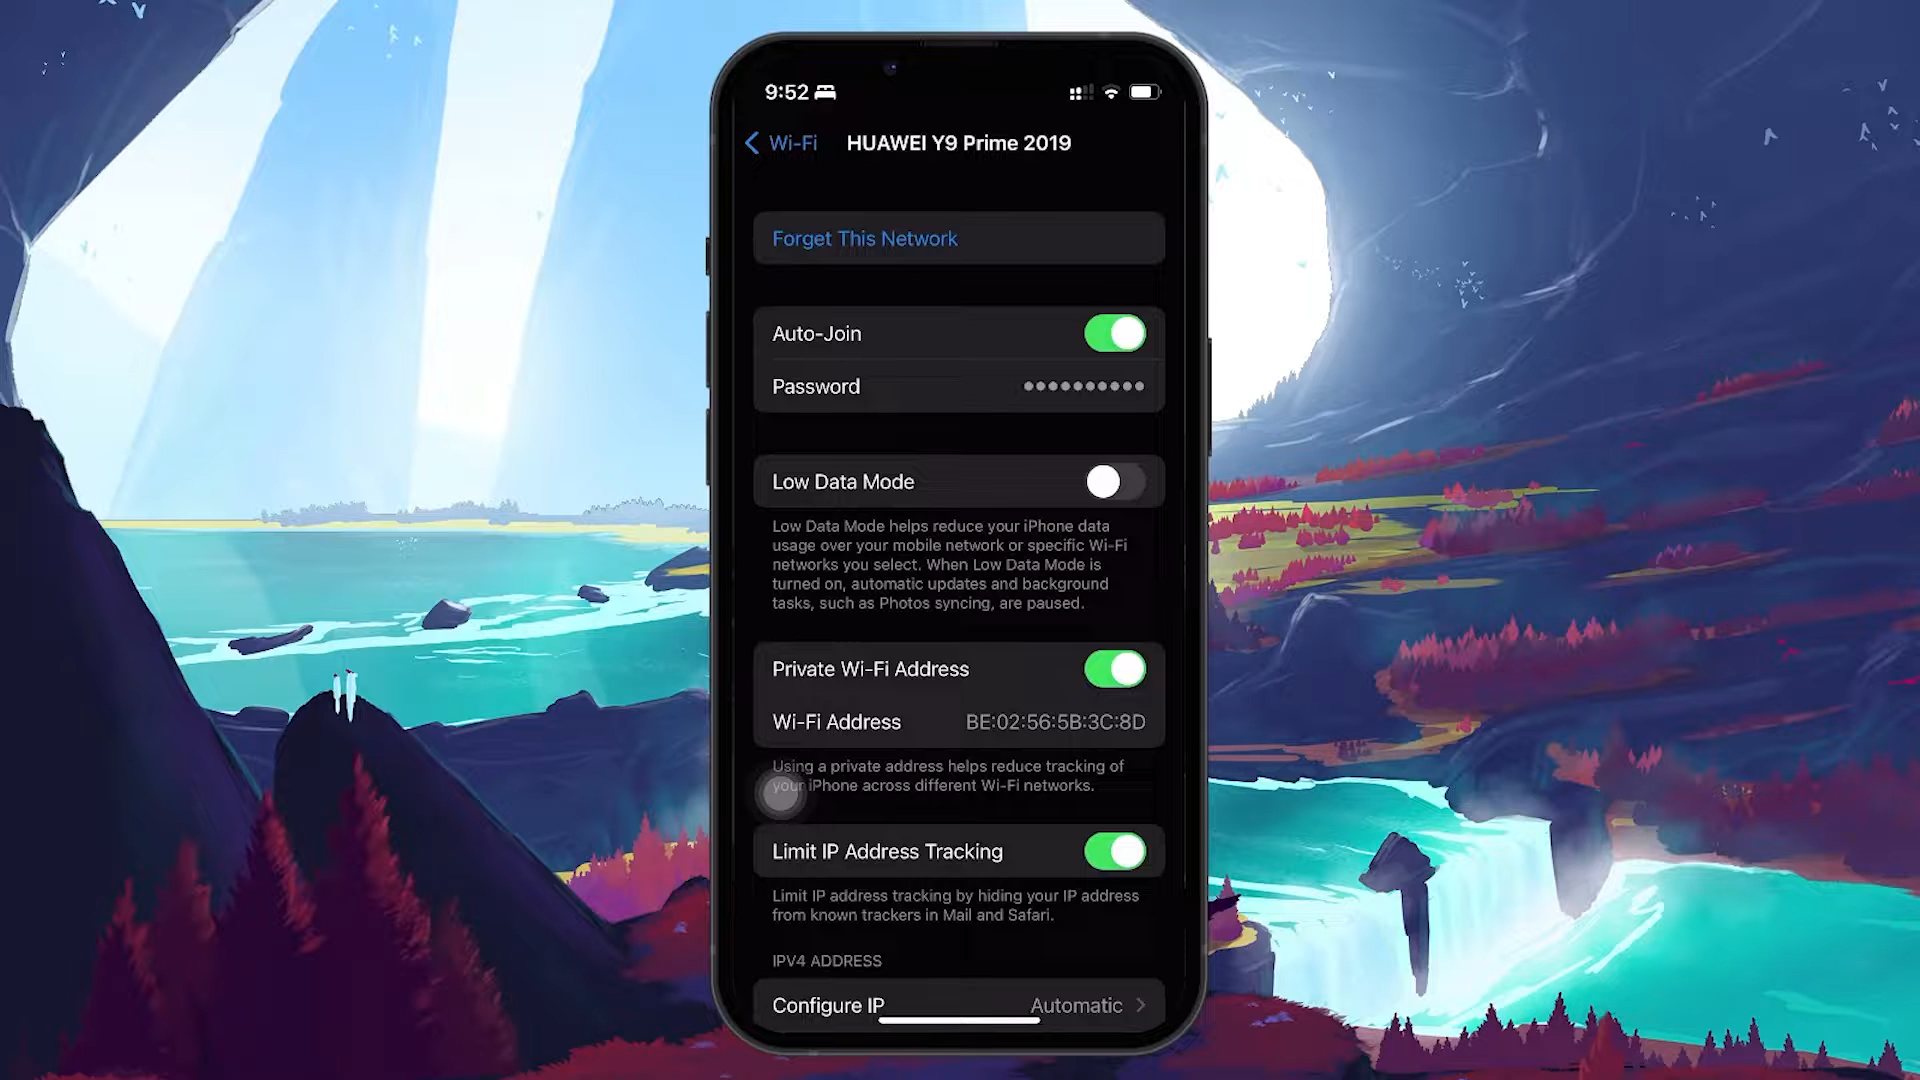 9:52
Wi-Fi
HUAWEI Y9 Prime 2019
Forget This Network
Auto-Join
Password ••••••••••
Low Data Mode
Low Data Mode helps reduce your iPhone data
usage over your mobile network or specific Wi-Fi
networks you select. When Low Data Mode is
turned on, automatic updates and background
tasks, such as Photos syncing, are paused.
Private Wi-Fi Address
Wi-Fi Address BE:02:56:5B:3C:8D
Using a private address helps reduce tracking of
your iPhone across different Wi-Fi networks.
Limit IP Address Tracking
Limit IP address tracking by hiding your IP address
from known trackers in Mail and Safari.
IPV4 ADDRESS
Configure IP Automatic